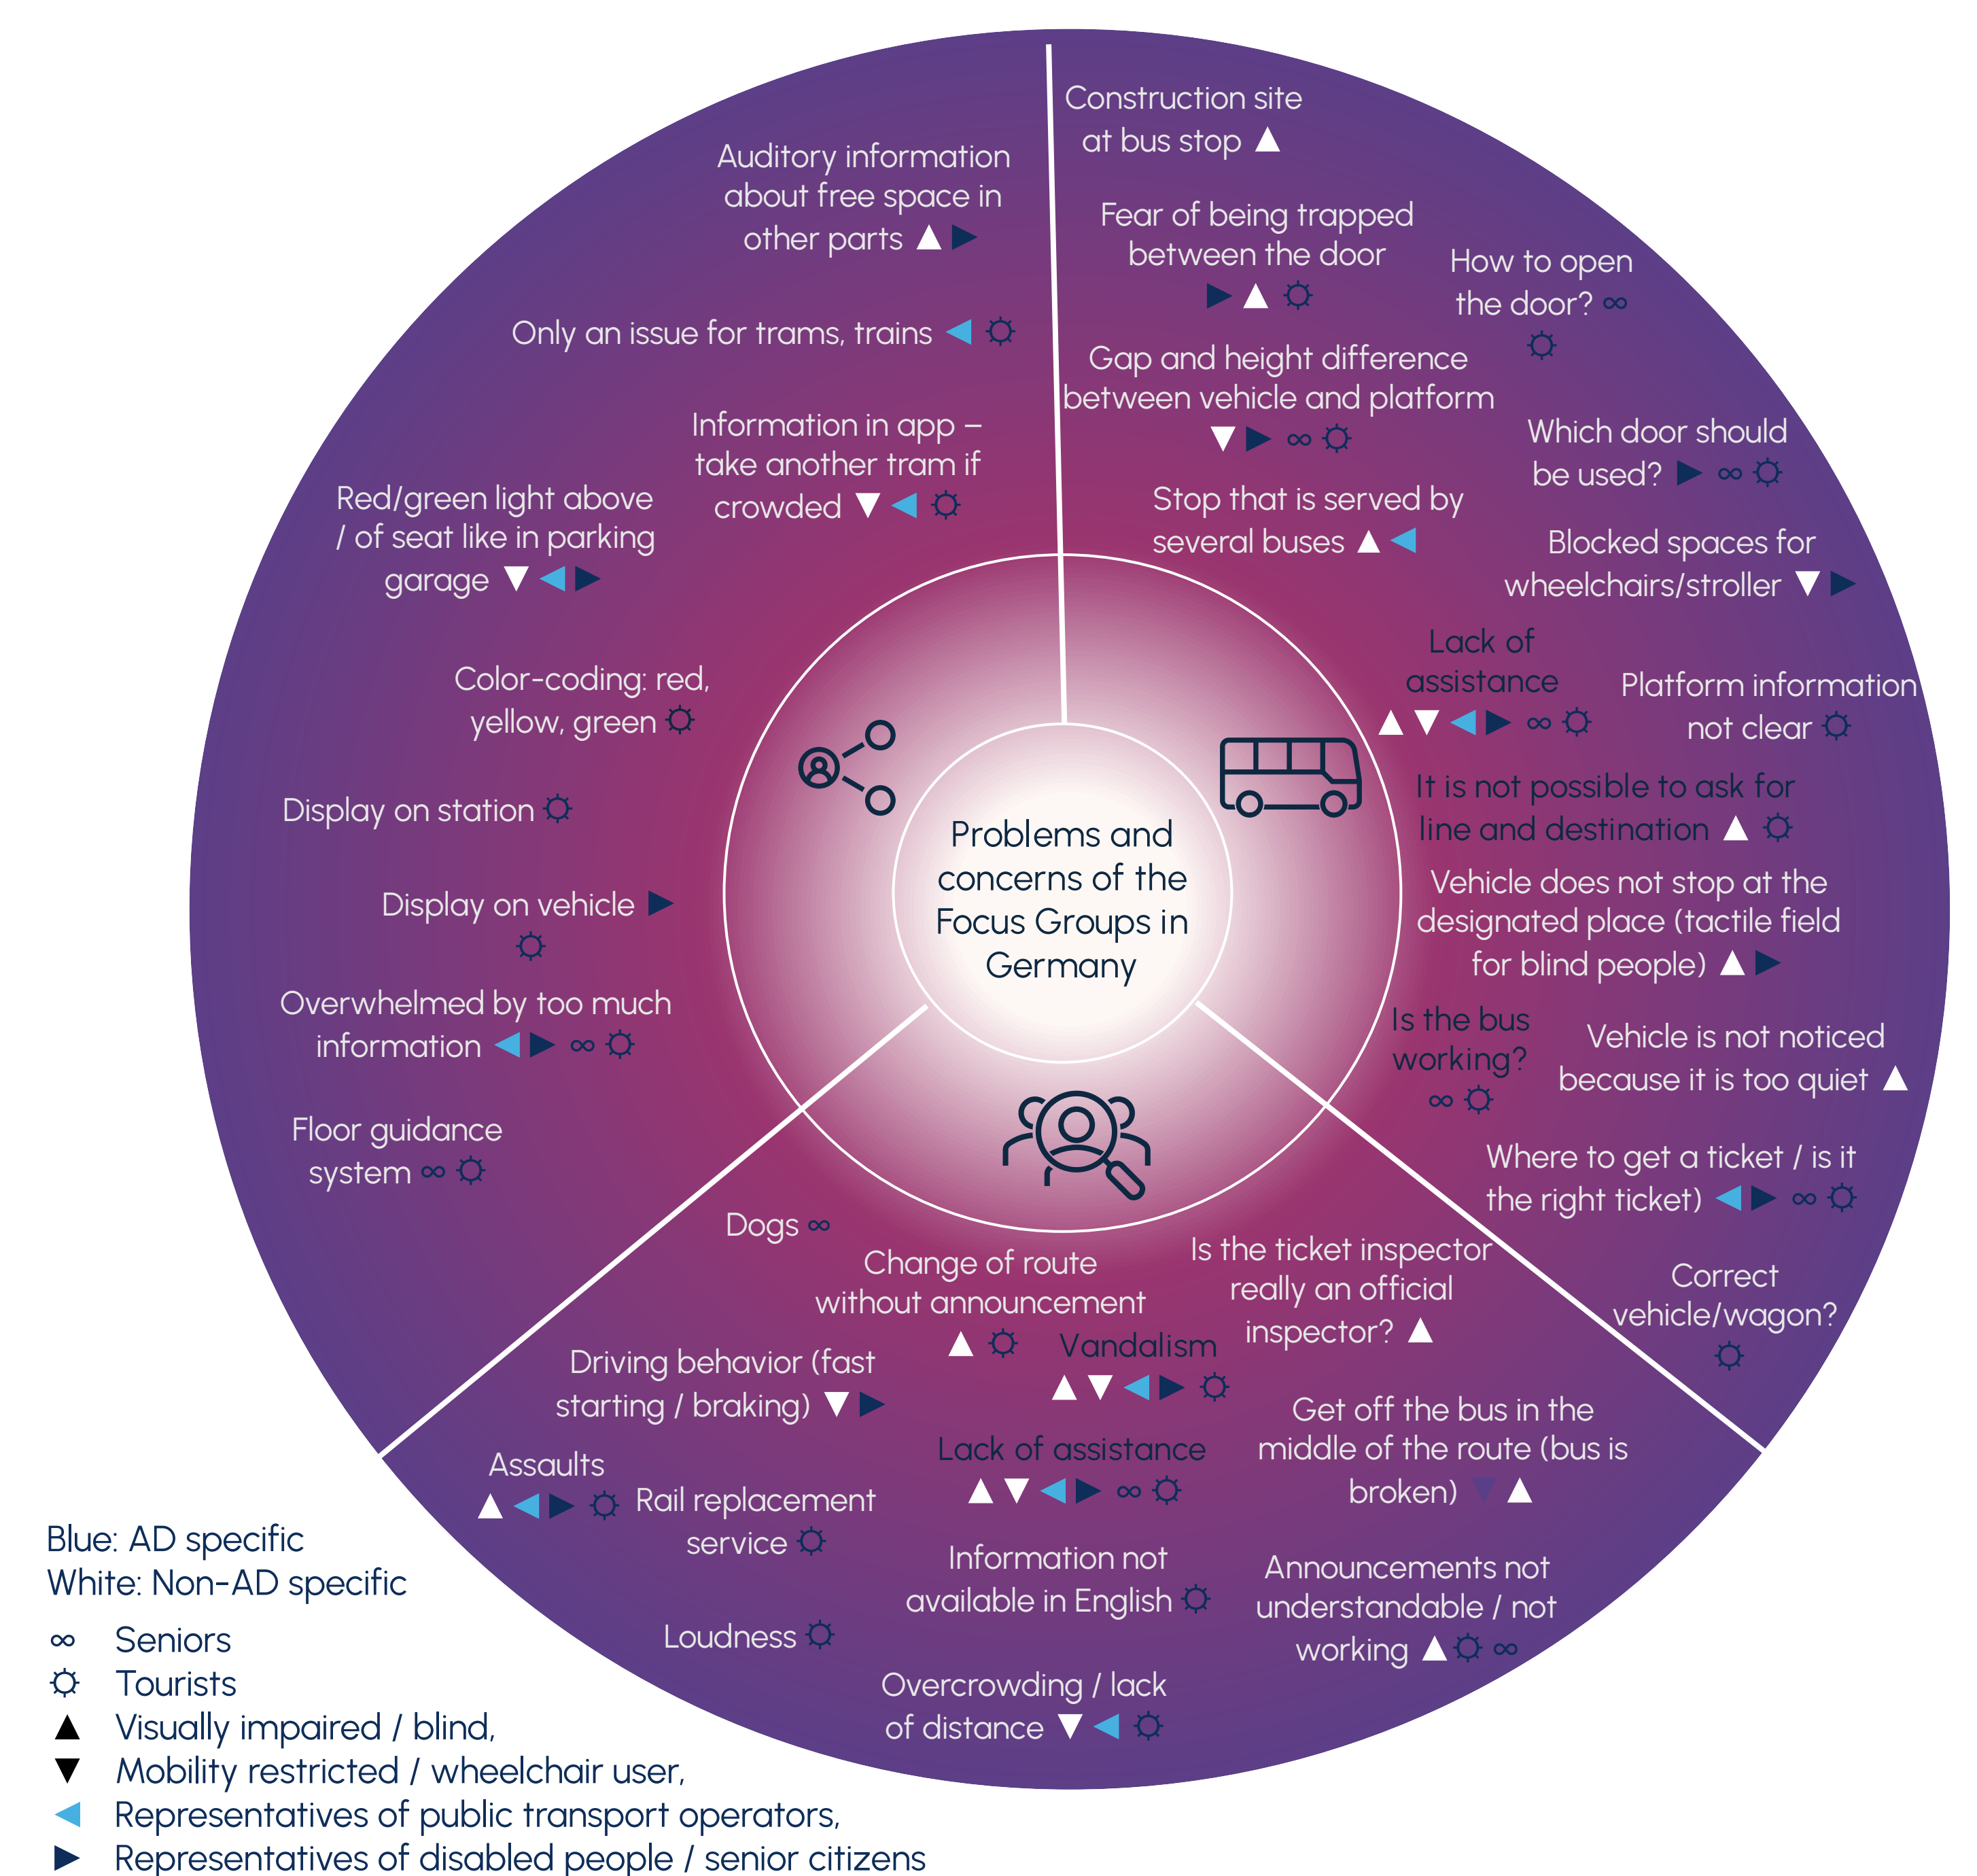 Construction site
at bus stop
Auditory information
about free space in
other parts
Fear of being trapped
between the door
How to open
the door? ∞
Only an issue for trams, trains
Gap and height difference
between vehicle and platform
∞
Information in app –
take another tram if
crowded
Which door should
be used? ∞
Red/green light above
/ of seat like in parking
garage
Stop that is served by
several buses
Blocked spaces for
wheelchairs/stroller
Lack of
assistance
∞
Color-coding: red,
yellow, green
Platform information
not clear
Display on station
It is not possible to ask for
line and destination
Problems and
concerns of the
Focus Groups in
Germany
Display on vehicle
Vehicle does not stop at the
designated place (tactile field
for blind people)
Overwhelmed by too much
information ∞
Is the bus
working?
∞
Vehicle is not noticed
because it is too quiet
Floor guidance
system ∞
Where to get a ticket / is it
the right ticket) ∞
Dogs ∞
Change of route
without announcement
Is the ticket inspector
really an official
inspector?
Correct
vehicle/wagon?
Vandalism
Driving behavior (fast
starting / braking)
Get off the bus in the
middle of the route (bus is
broken)
Lack of assistance
∞
Assaults
Rail replacement
service
Information not
available in English
Announcements not
understandable / not
working ∞
Loudness
Overcrowding / lack
of distance
Blue: AD specific
White: Non-AD specific
∞ Seniors
Tourists
Visually impaired / blind,
Mobility restricted / wheelchair user,
Representatives of public transport operators,
Representatives of disabled people / senior citizens